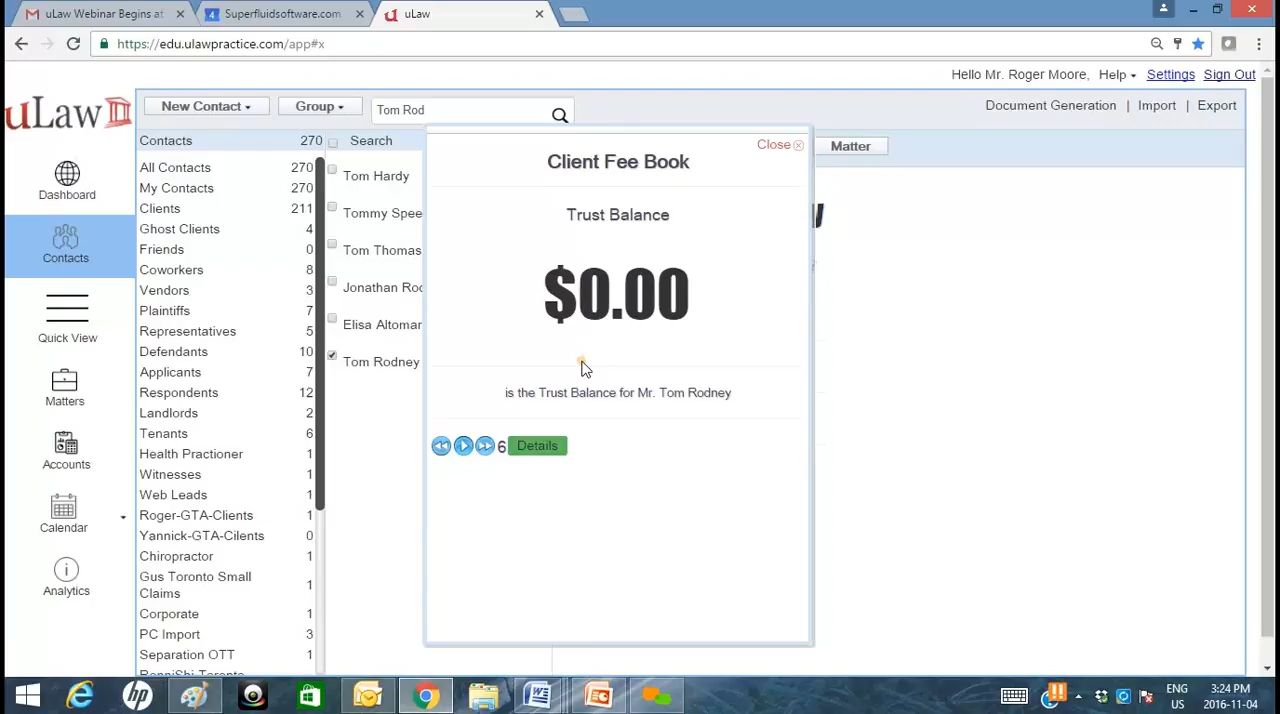 uLaw Webinar Begins at
Superfluidsoftware.com
uLaw
https://edu.ulawpractice.com/app#x
Hello Mr. Roger Moore, Help Settings Sign Out
uLaw
New Contact
Group
Tom Rod
Document Generation | Import | Export
Contacts 270
Search
Matter
All Contacts 270
My Contacts 270
Clients 211
Ghost Clients 4
Friends 0
Coworkers 8
Vendors 3
Plaintiffs 7
Representatives 5
Defendants 10
Applicants 7
Respondents 12
Landlords 2
Tenants 6
Health Practitioner 1
Witnesses 1
Web Leads 1
Roger-GTA-Clients 1
Yannick-GTA-Cilents 0
Chiropractor 1
Gus Toronto Small
Claims 1
Corporate 1
PC Import 3
Separation OTT 1
Dashboard
Contacts
Quick View
Matters
Accounts
Calendar
Analytics
Tom Hardy
Tommy Spee
Tom Thomas
Jonathan Roc
Elisa Altomar
Tom Rodney
Close
Client Fee Book
Trust Balance
$0.00
is the Trust Balance for Mr. Tom Rodney
6 Details
ENG
US
3:24 PM
2016-11-04